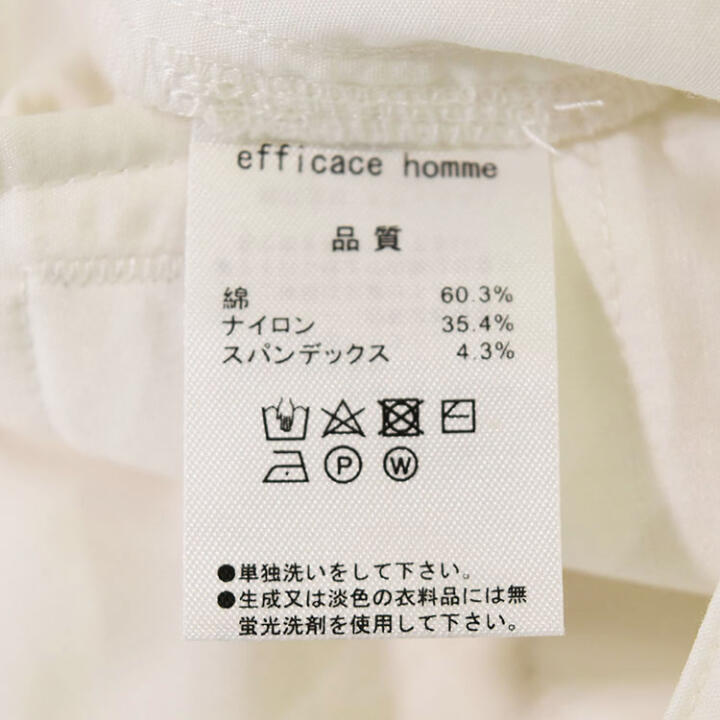 efficace homme
品質
綿 60.3%
ナイロン 35.4%
スパンデックス 4.3%
P W
●単独洗いをして下さい。
●生成又は淡色の衣料品には無
蛍光洗剤を使用して下さい。